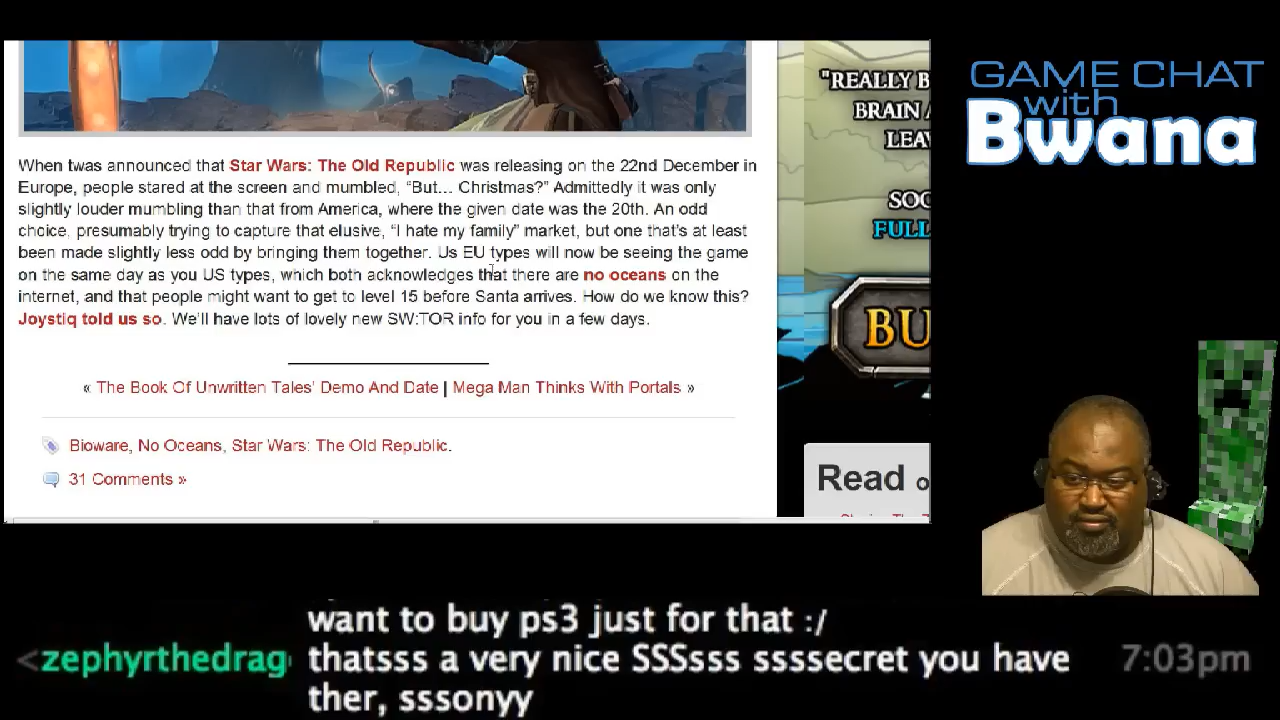 GAME CHAT
with
Bwana
"REALLY B
BRAIN
LEA
SOC
FULL
BU
When twas announced that Star Wars: The Old Republic was releasing on the 22nd December in
Europe, people stared at the screen and mumbled, “But… Christmas?” Admittedly it was only
slightly louder mumbling than that from America, where the given date was the 20th. An odd
choice, presumably trying to capture that elusive, “I hate my family” market, but one that’s at least
been made slightly less odd by bringing them together. Us EU types will now be seeing the game
on the same day as you US types, which both acknowledges that there are no oceans on the
internet, and that people might want to get to level 15 before Santa arrives. How do we know this?
Joystiq told us so. We’ll have lots of lovely new SW:TOR info for you in a few days.
« The Book Of Unwritten Tales’ Demo And Date | Mega Man Thinks With Portals »
Bioware, No Oceans, Star Wars: The Old Republic.
31 Comments »
Read o
want to buy ps3 just for that :/
<zephyrthedrag thatsss a very nice SSSsss ssssecret you have 7:03pm
ther, sssonyy